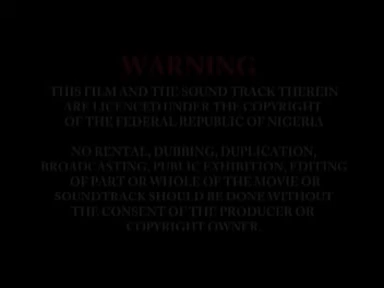 WARNING
THIS FILM AND THE SOUND TRACK THEREIN
ARE LICENCED UNDER THE COPYRIGHT
OF THE FEDERAL REPUBLIC OF NIGERIA
NO RENTAL, DUBBING, DUPLICATION,
BROADCASTING, PUBLIC EXHIBITION, EDITING
OF PART OR WHOLE OF THE MOVIE OR
SOUNDTRACK SHOULD BE DONE WITHOUT
THE CONSENT OF THE PRODUCER OR
COPYRIGHT OWNER.